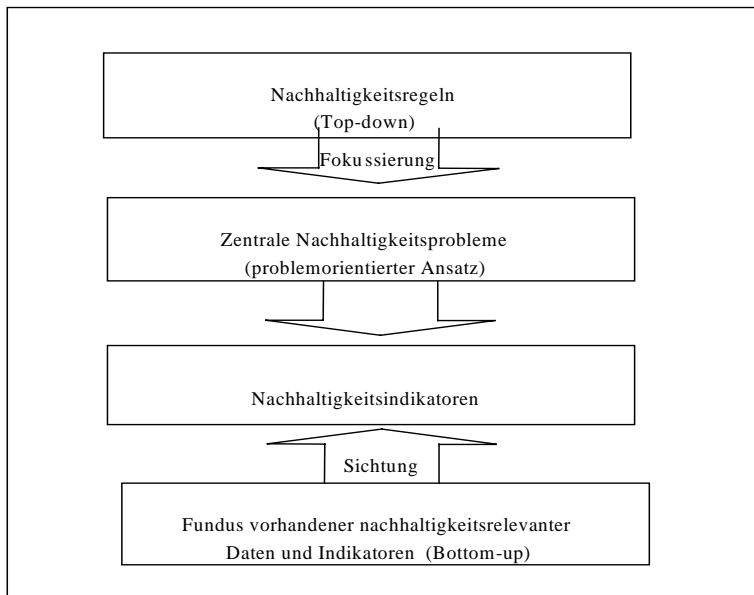 Nachhaltigkeitsregeln
(Top-down)
Fokussierung
Zentrale Nachhaltigkeitsprobleme
(problemorientierter Ansatz)
Nachhaltigkeitsindikatoren
Sichtung
Fundus vorhandener nachhaltigkeitsrelevanter
Daten und Indikatoren (Bottom-up)